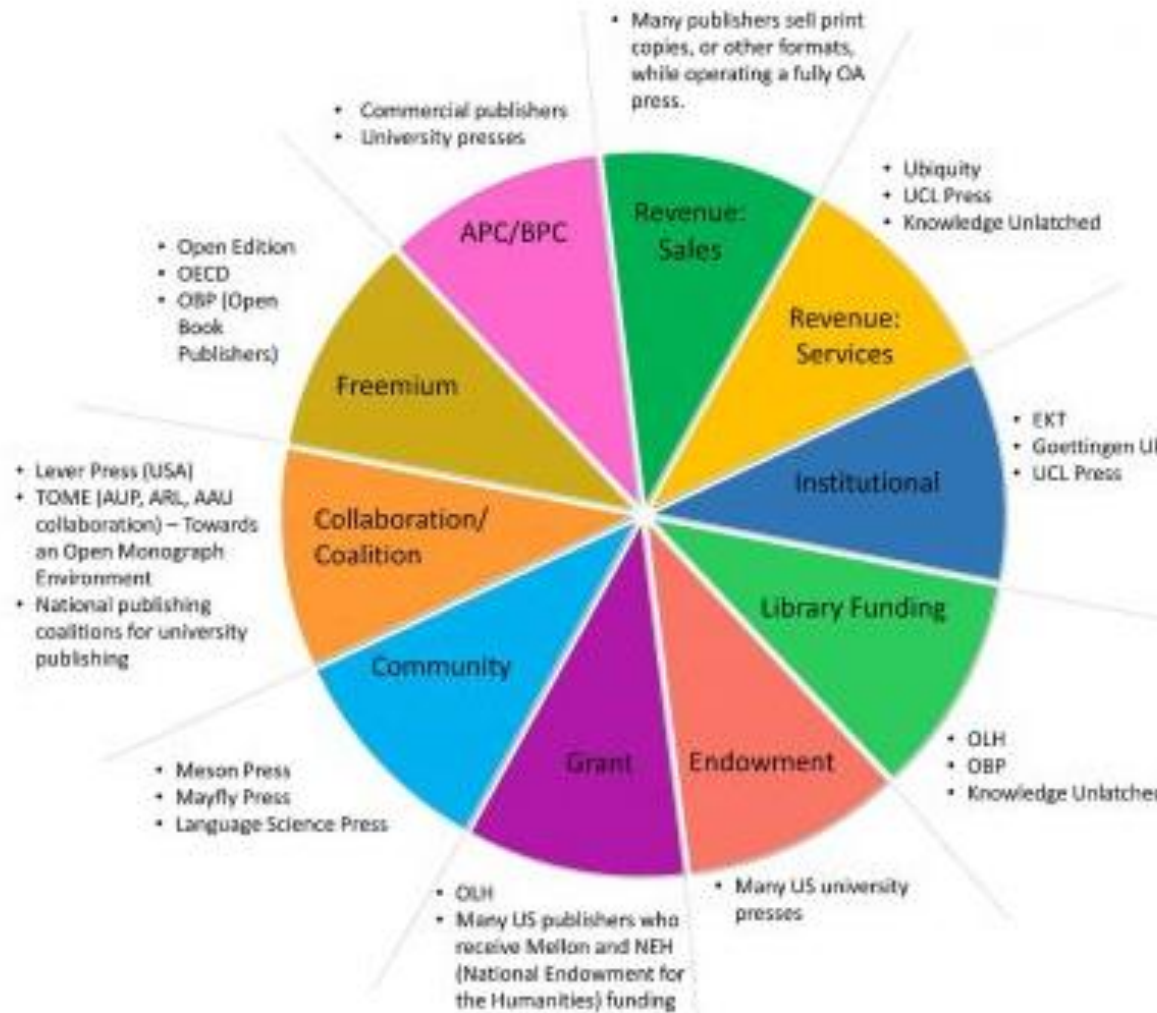 • Many publishers sell print
copies, or other formats,
while operating a fully OA
press.
• Commercial publishers
• University presses
APC/BPC
Revenue:
Sales
• Ubiquity
• UCL Press
• Knowledge Unlatched
Revenue:
Services
• Open Edition
• OECD
• OBP (Open
Book
Publishers)
Freemium
• EKT
• Goettingen
• UCL Press
Institutional
• Lever Press (USA)
• TOME (AUP, ARL, AAU
collaboration) – Towards
an Open Monograph
Environment
• National publishing
coalitions for university
publishing
Collaboration/
Coalition
Library Funding
• OLH
• OBP
• Knowledge Unlatched
Community
• Meson Press
• Mayfly Press
• Language Science Press
Grant
• OLH
• Many US publishers who
receive Mellon and NEH
(National Endowment for
the Humanities) funding
Endowment
• Many US university
presses